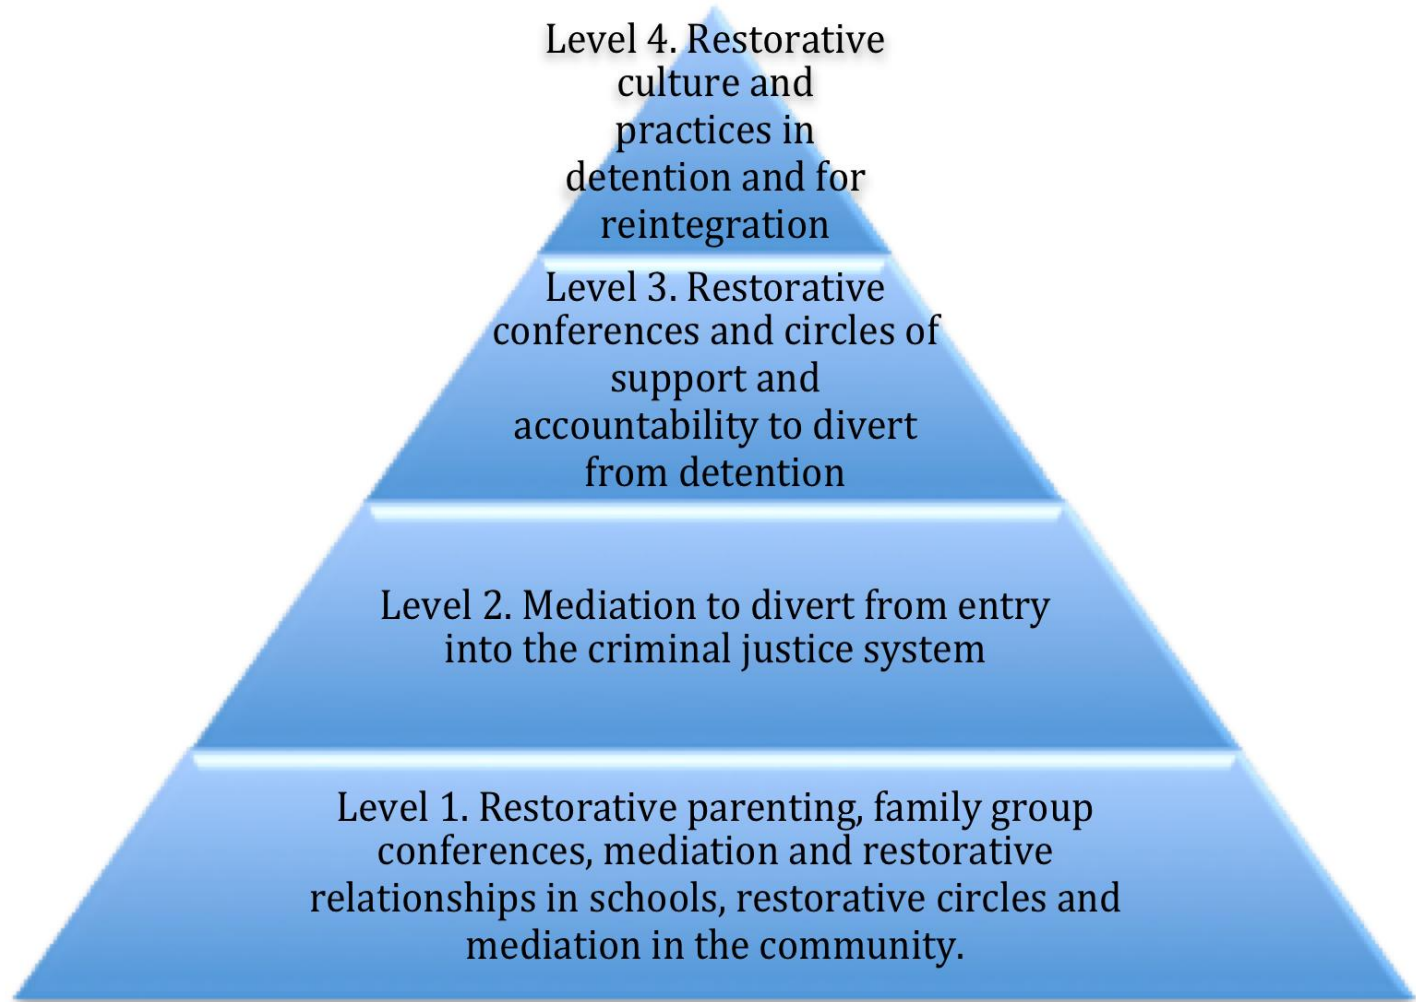 Level 4. Restorative
culture and
practices in
detention and for
reintegration
Level 3. Restorative
conferences and circles of
support and
accountability to divert
from detention
Level 2. Mediation to divert from entry
into the criminal justice system
Level 1. Restorative parenting, family group
conferences, mediation and restorative
relationships in schools, restorative circles and
mediation in the community.